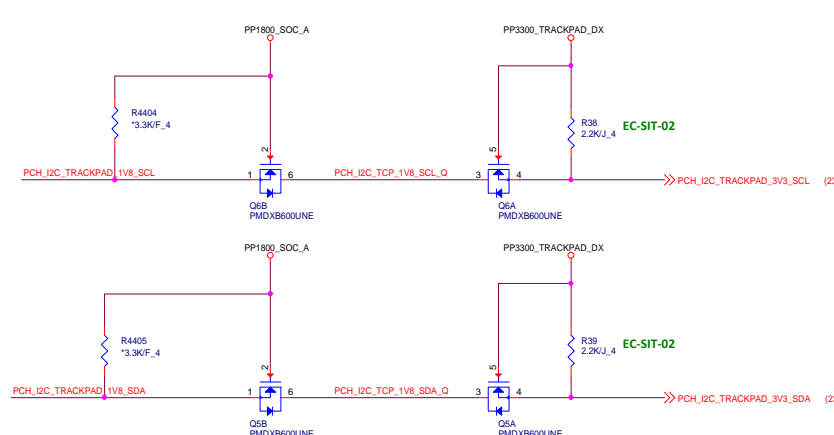 PP1800_SOC_A
PP3300_TRACKPAD_DX
R4404
*3.3K/F_4
R38
2.2K/J_4
EC-SIT-02
2
5
PCH_I2C_TRACKPAD_1V8_SCL
1
6
PCH_I2C_TCP_1V8_SCL_Q
3
4
PCH_I2C_TRACKPAD_3V3_SCL
(23
Q6B
PMDXB600UNE
Q6A
PMDXB600UNE
PP1800_SOC_A
PP3300_TRACKPAD_DX
R4405
*3.3K/F_4
R39
2.2K/J_4
EC-SIT-02
2
5
PCH_I2C_TRACKPAD_1V8_SDA
1
6
PCH_I2C_TCP_1V8_SDA_Q
3
4
PCH_I2C_TRACKPAD_3V3_SDA
(23
Q5B
PMDXB600UNE
Q5A
PMDXB600UNE